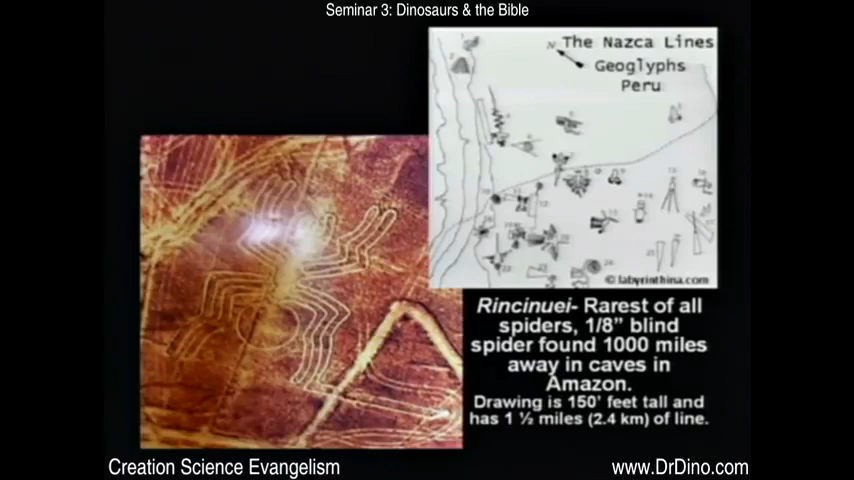 Seminar 3: Dinosaurs & the Bible
N
The Nazca Lines
Geoglyphs
Peru
© labyrinthina.com
Rincinuei- Rarest of all
spiders, 1/8” blind
spider found 1000 miles
away in caves in
Amazon.
Drawing is 150’ feet tall and
has 1 ½ miles (2.4 km) of line.
Creation Science Evangelism
www.DrDino.com